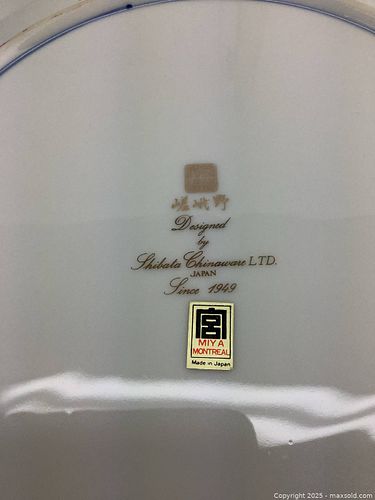 嵯峨野
Designed
by
Shibata Chinaware LTD.
JAPAN
Since 1949
宮
MIYA
MONTREAL
Made in Japan
Copyright © 2025 - maxsold.com